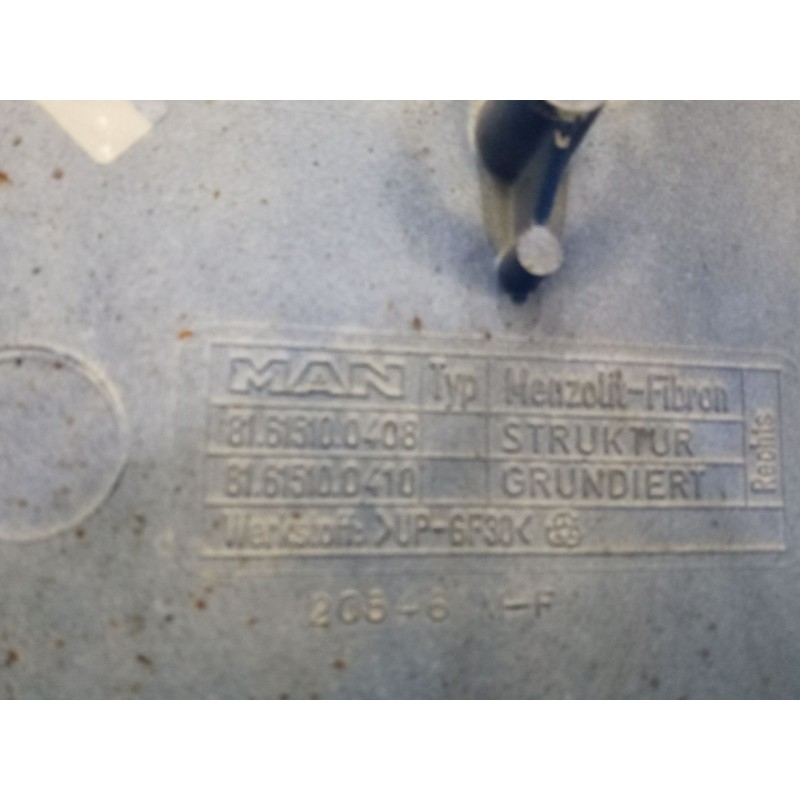 MAN Typ Menzolit-Fibron
81.61510.0408 STRUKTUR
81.61510.0410 GRUNDIERT
Rechts
Werkstoff: >UP-GF30<
-F